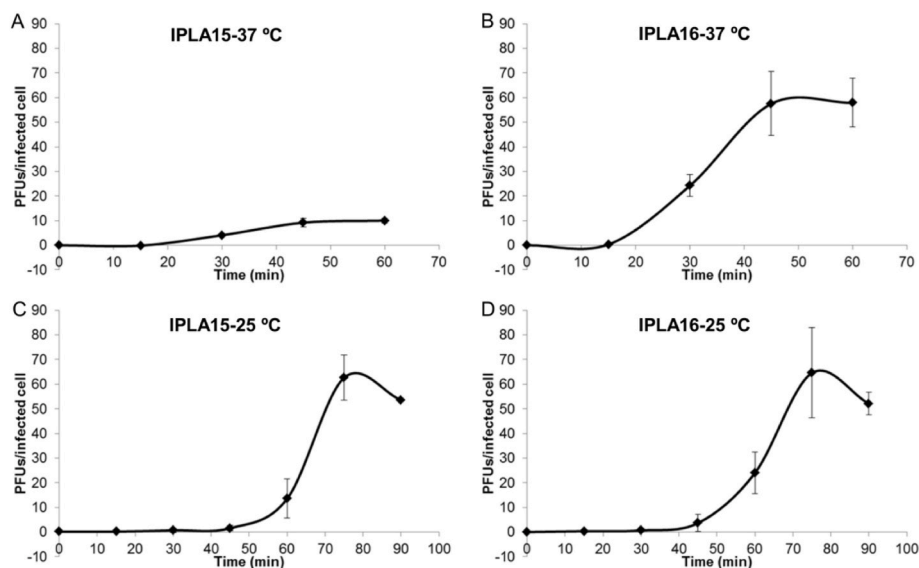 A
IPLA15-37 ºC
PFUs/infected cell
90
80
70
60
50
40
30
20
10
0
-10
0 10 20 30 40 50 60 70
Time (min)
B
IPLA16-37 ºC
PFUs/infected cell
90
80
70
60
50
40
30
20
10
0
-10
0 10 20 30 40 50 60 70
Time (min)
C
IPLA15-25 ºC
PFUs/infected cell
90
80
70
60
50
40
30
20
10
0
-10
0 10 20 30 40 50 60 70 80 90 100
Time (min)
D
IPLA16-25 ºC
PFUs/infected cell
90
80
70
60
50
40
30
20
10
0
-10
0 10 20 30 40 50 60 70 80 90 100
Time (min)